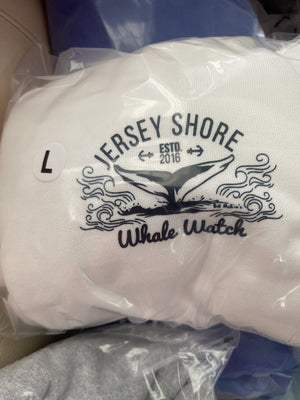 L
JERSEY SHORE
ESTD.
2016
Whale Watch